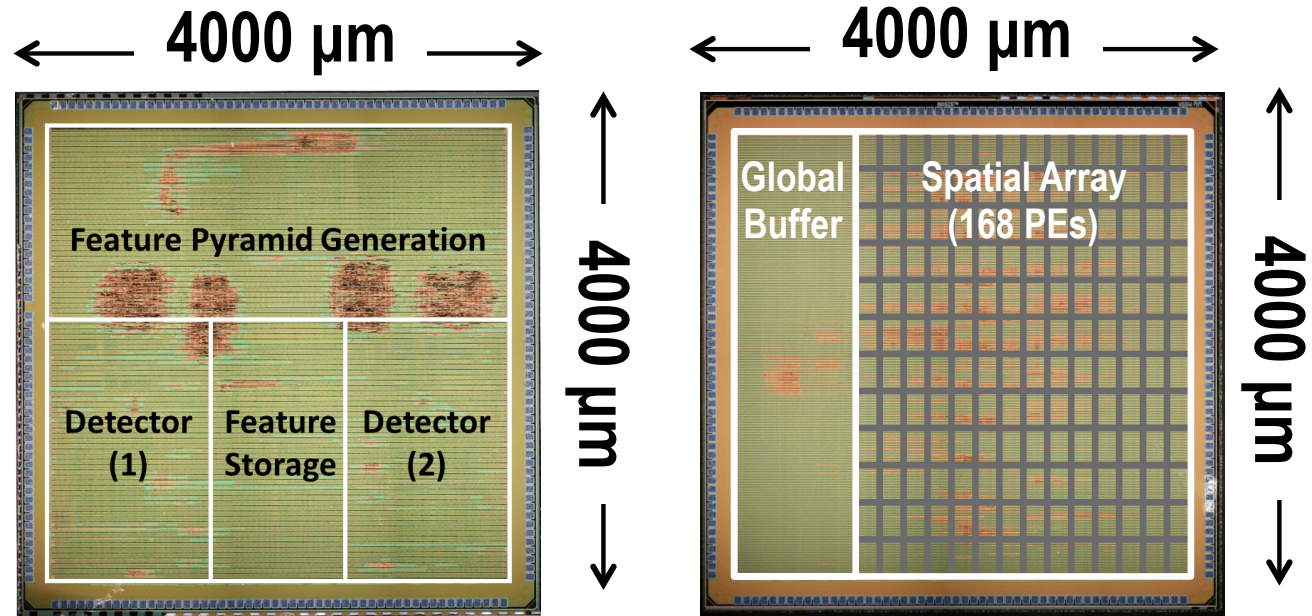 4000 µm
4000 µm
Feature Pyramid Generation
Detector
(1)
Feature
Storage
Detector
(2)
4000 µm
Global
Buffer
Spatial Array
(168 PEs)
4000 µm